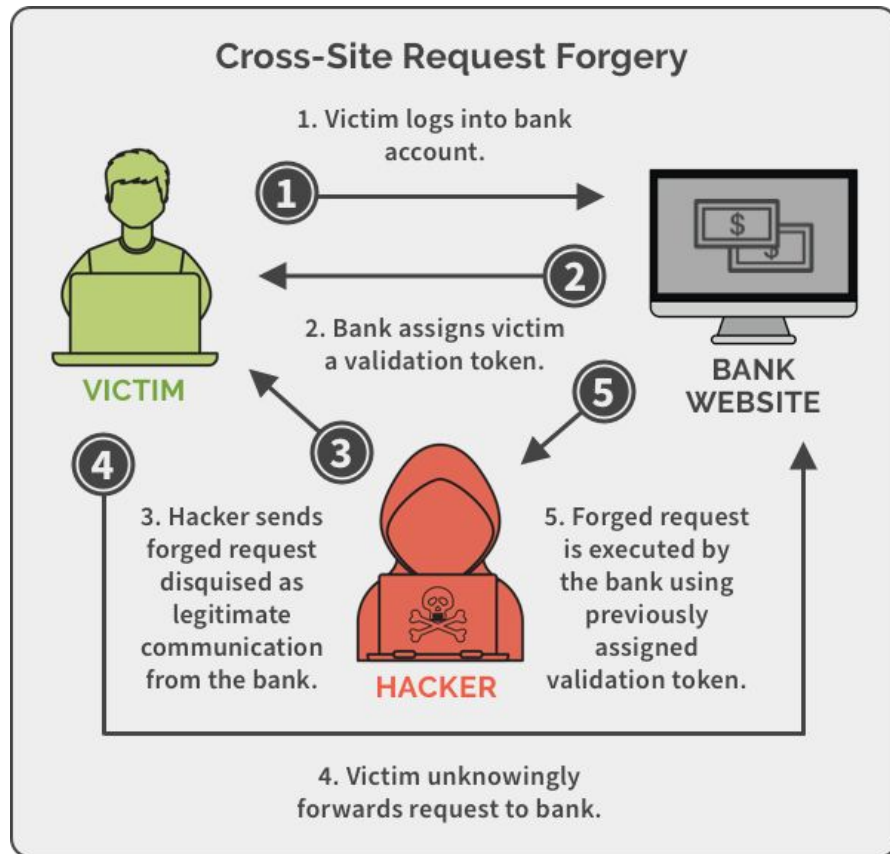 Cross-Site Request Forgery
1. Victim logs into bank
account.
1
$
$
2
2. Bank assigns victim
a validation token.
VICTIM
BANK
WEBSITE
5
3
4
3. Hacker sends
forged request
disquised as
legitimate
communication
from the bank.
HACKER
5. Forged request
is executed by
the bank using
previously
assigned
validation token.
4. Victim unknowingly
forwards request to bank.